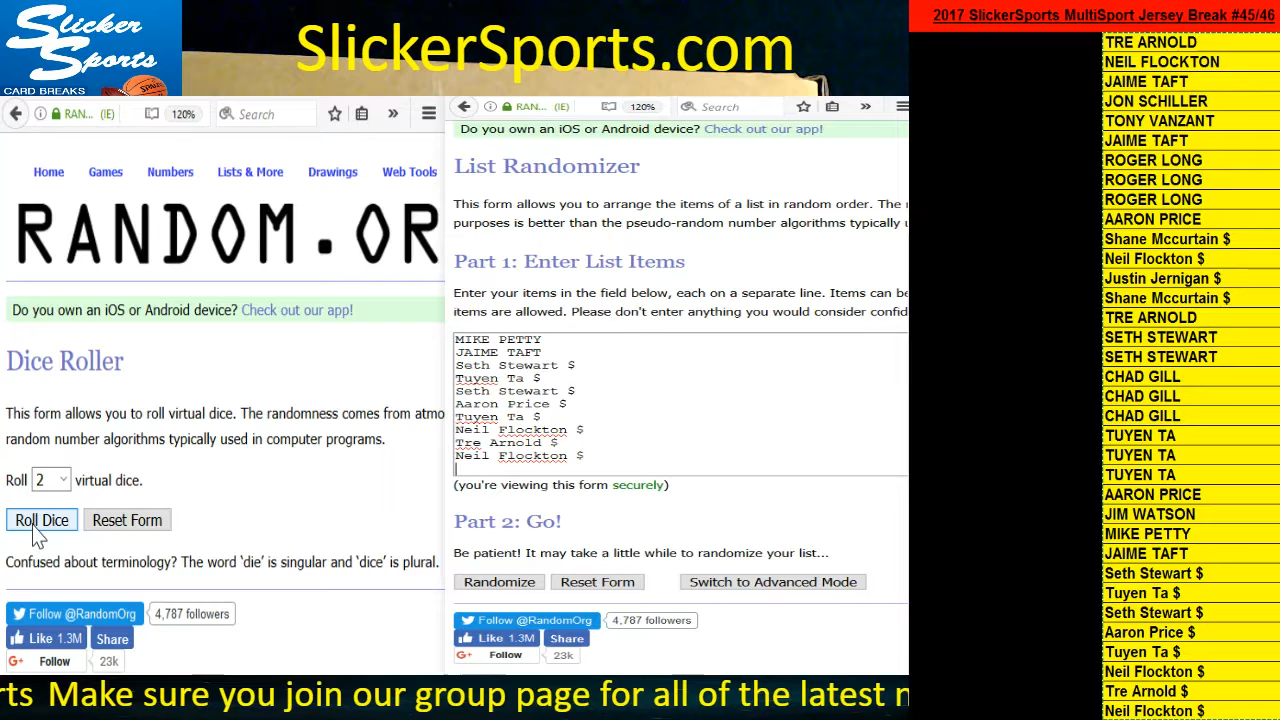 Slicker
Sports
CARD BREAKS
SlickerSports.com
2017 SlickerSports MultiSport Jersey Break #45/46
RAN... (IE)
120%
Search
»
Home
Games
Numbers
Lists & More
Drawings
Web Tools
RANDOM.OR
Do you own an iOS or Android device? Check out our app!
Dice Roller
This form allows you to roll virtual dice. The randomness comes from atmo
random number algorithms typically used in computer programs.
Roll 2 virtual dice.
Roll Dice
Reset Form
Confused about terminology? The word ‘die’ is singular and ‘dice’ is plural.
Follow @RandomOrg
4,787 followers
Like 1.3M
Share
G+ Follow
23k
RAN... (IE)
120%
Search
»
Do you own an iOS or Android device? Check out our app!
List Randomizer
This form allows you to arrange the items of a list in random order. The
purposes is better than the pseudo-random number algorithms typically
Part 1: Enter List Items
Enter your items in the field below, each on a separate line. Items can be
items are allowed. Please don't enter anything you would consider confid
MIKE PETTY
JAIME TAFT
Seth Stewart $
Tuyen Ta $
Seth Stewart $
Aaron Price $
Tuyen Ta $
Neil Flockton $
Tre Arnold $
Neil Flockton $
(you're viewing this form securely)
Part 2: Go!
Be patient! It may take a little while to randomize your list...
Randomize
Reset Form
Switch to Advanced Mode
Follow @RandomOrg
4,787 followers
Like 1.3M
Share
G+ Follow
23k
TRE ARNOLD
NEIL FLOCKTON
JAIME TAFT
JON SCHILLER
TONY VANZANT
JAIME TAFT
ROGER LONG
ROGER LONG
ROGER LONG
AARON PRICE
Shane Mccurtain $
Neil Flockton $
Justin Jernigan $
Shane Mccurtain $
TRE ARNOLD
SETH STEWART
SETH STEWART
CHAD GILL
CHAD GILL
CHAD GILL
TUYEN TA
TUYEN TA
TUYEN TA
AARON PRICE
JIM WATSON
MIKE PETTY
JAIME TAFT
Seth Stewart $
Tuyen Ta $
Seth Stewart $
Aaron Price $
Tuyen Ta $
Neil Flockton $
Tre Arnold $
Neil Flockton $
rts Make sure you join our group page for all of the latest